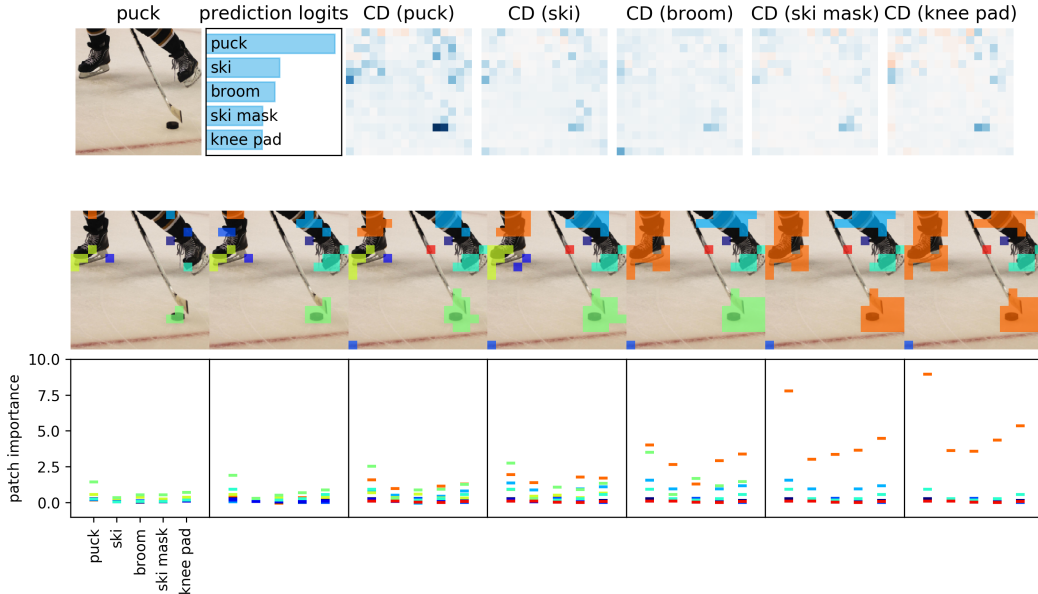 puck
prediction logits
CD (puck)
CD (ski)
CD (broom)
CD (ski mask)
CD (knee pad)
puck
ski
broom
ski mask
knee pad
10.0
7.5
5.0
2.5
0.0
patch importance
puck
ski
broom
ski mask
knee pad